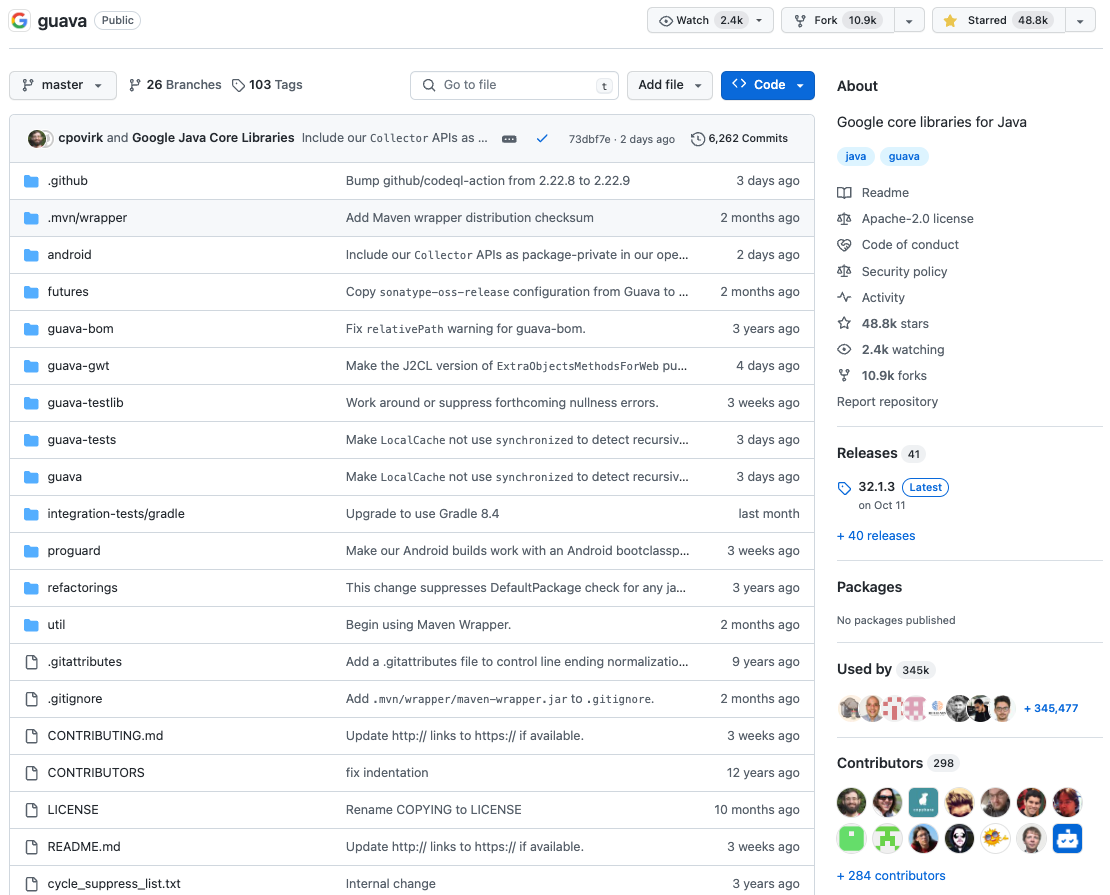 guava Public Watch 2.4k Fork 10.9k Starred 48.8k
master 26 Branches 103 Tags Go to file t Add file Code
cpovirk and Google Java Core Libraries Include our Collector APIs as ... 73dbf7e · 2 days ago 6,262 Commits
.github Bump github/codeql-action from 2.22.8 to 2.22.9 3 days ago
.mvn/wrapper Add Maven wrapper distribution checksum 2 months ago
android Include our Collector APIs as package-private in our ope... 2 days ago
futures Copy sonatype-oss-release configuration from Guava to ... 2 months ago
guava-bom Fix relativePath warning for guava-bom. 3 years ago
guava-gwt Make the J2CL version of ExtraObjectsMethodsForWeb pu... 4 days ago
guava-testlib Work around or suppress forthcoming nullness errors. 3 weeks ago
guava-tests Make LocalCache not use synchronized to detect recursiv... 3 days ago
guava Make LocalCache not use synchronized to detect recursiv... 3 days ago
integration-tests/gradle Upgrade to use Gradle 8.4 last month
proguard Make our Android builds work with an Android bootclassp... 3 weeks ago
refactorings This change suppresses DefaultPackage check for any ja... 3 years ago
util Begin using Maven Wrapper. 2 months ago
.gitattributes Add a .gitattributes file to control line ending normalizatio... 9 years ago
.gitignore Add .mvn/wrapper/maven-wrapper.jar to .gitignore. 2 months ago
CONTRIBUTING.md Update http:// links to https:// if available. 3 weeks ago
CONTRIBUTORS fix indentation 12 years ago
LICENSE Rename COPYING to LICENSE 10 months ago
README.md Update http:// links to https:// if available. 3 weeks ago
cycle_suppress_list.txt Internal change 3 years ago
About
Google core libraries for Java
java guava
Readme
Apache-2.0 license
Code of conduct
Security policy
Activity
48.8k stars
2.4k watching
10.9k forks
Report repository
Releases 41
32.1.3 Latest
on Oct 11
+ 40 releases
Packages
No packages published
Used by 345k
+ 345,477
Contributors 298
+ 284 contributors